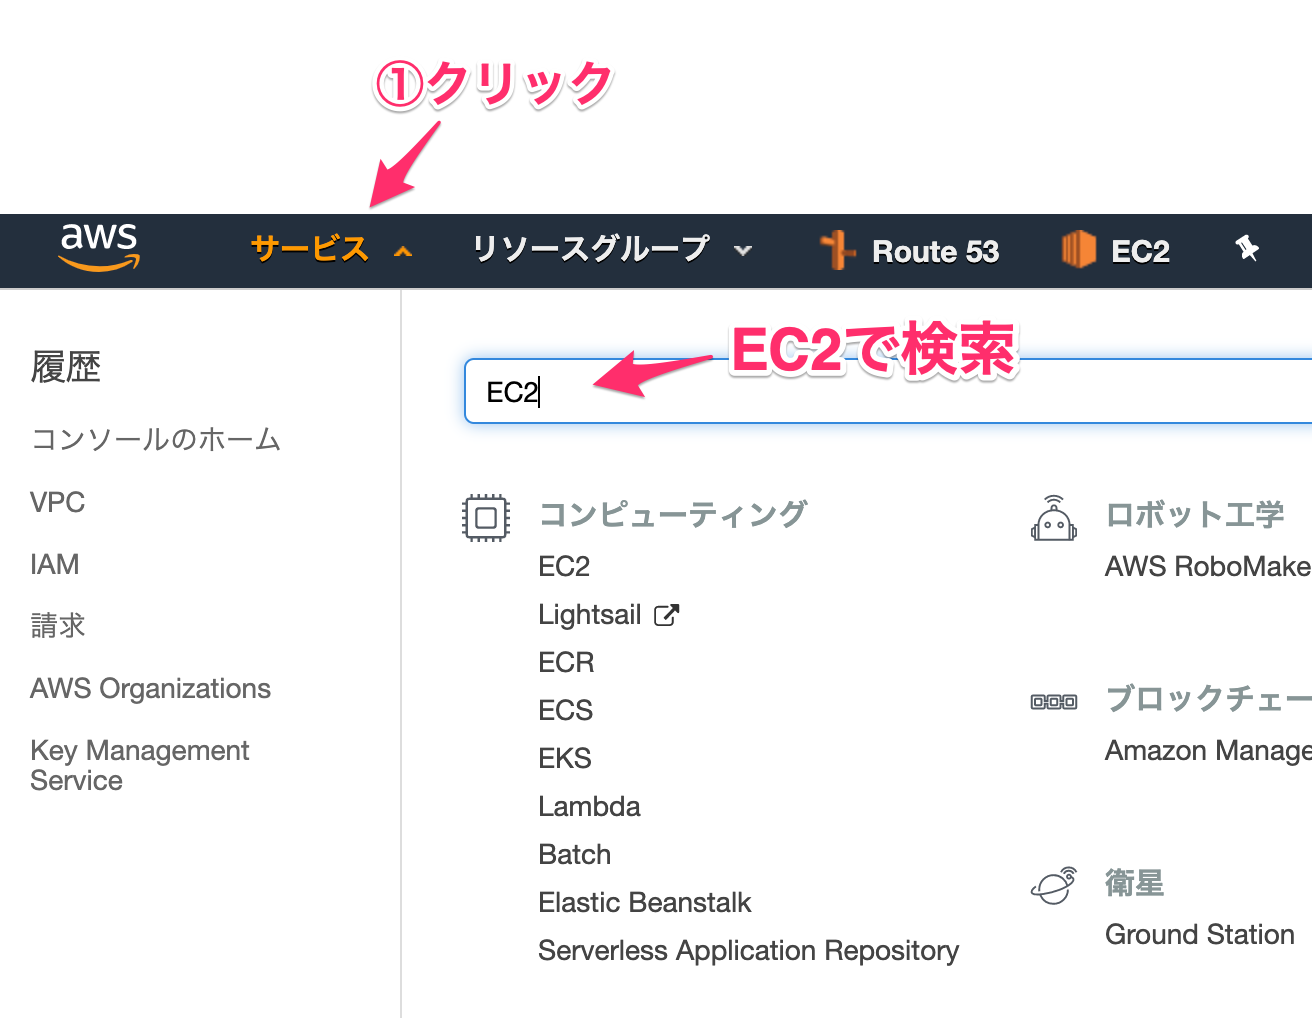 ①クリック
aws
サービス
リソースグループ
Route 53
EC2
履歴
コンソールのホーム
VPC
IAM
請求
AWS Organizations
Key Management
Service
EC2で検索
EC2
コンピューティング
EC2
Lightsail
ECR
ECS
EKS
Lambda
Batch
Elastic Beanstalk
Serverless Application Repository
ロボット工学
AWS RoboMake
ブロックチェー
Amazon Manage
衛星
Ground Station